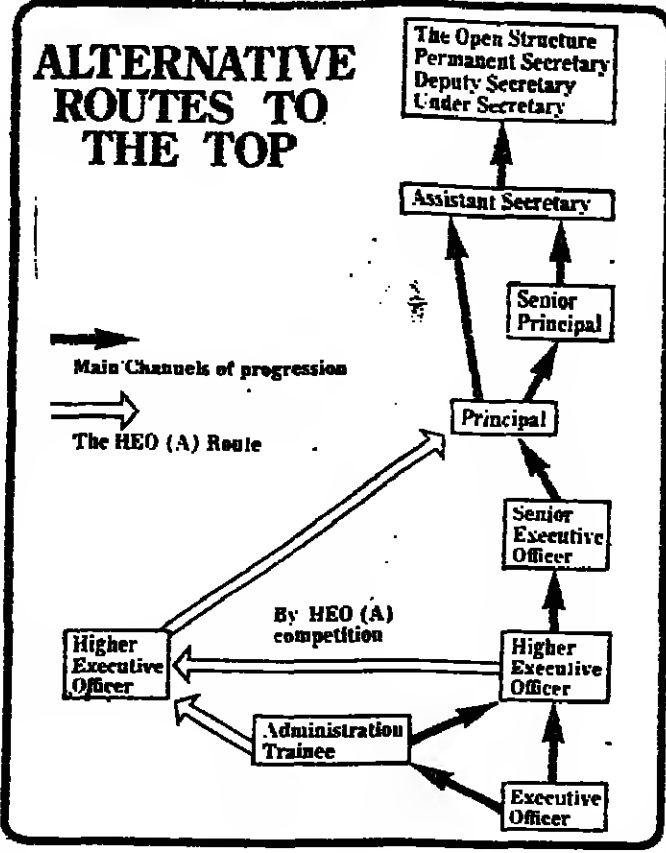 ALTERNATIVE
ROUTES TO
THE TOP
The Open Structure
Permanent Secretary
Deputy Secretary
Under Secretary
Assistant Secretary
Senior
Principal
Main Channels of progression
Principal
The HEO (A) Route
Senior
Executive
Officer
By HEO (A)
competition
Higher
Executive
Officer
Higher
Executive
Officer
Administration
Trainee
Executive
Officer